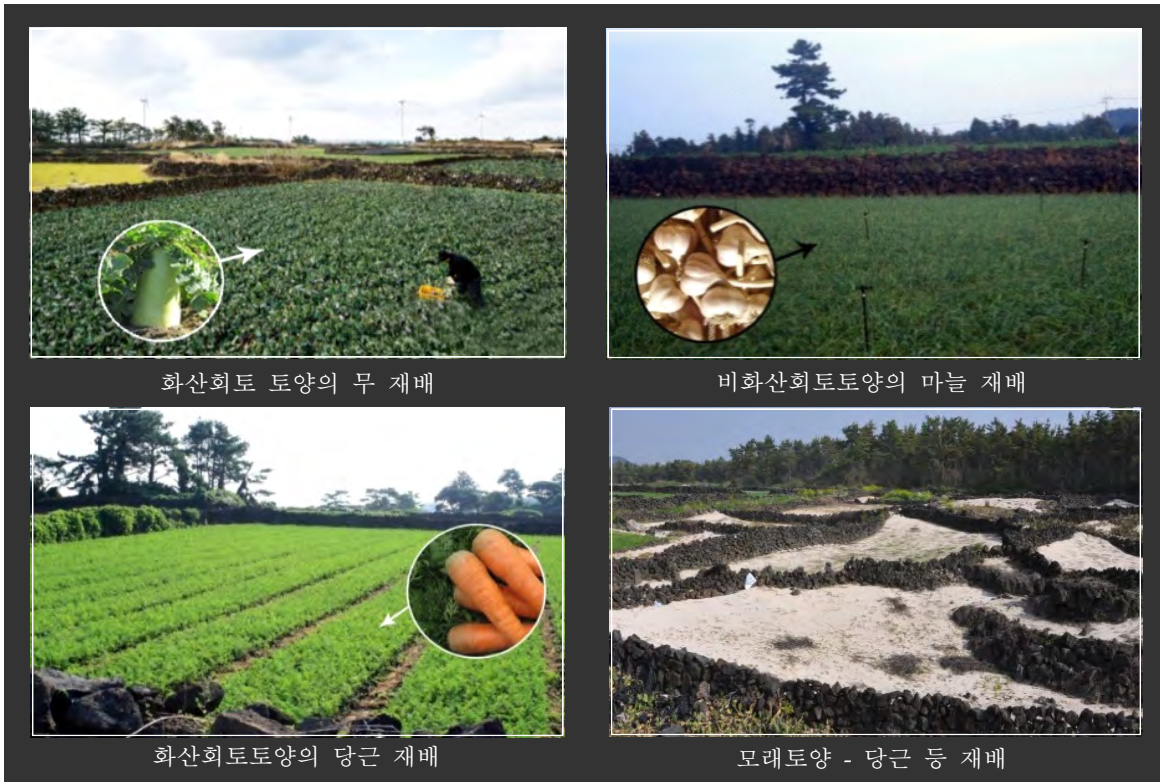 화산회토 토양의 무 재배
비화산회토토양의 마늘 재배
화산회토토양의 당근 재배
모래토양 - 당근 등 재배